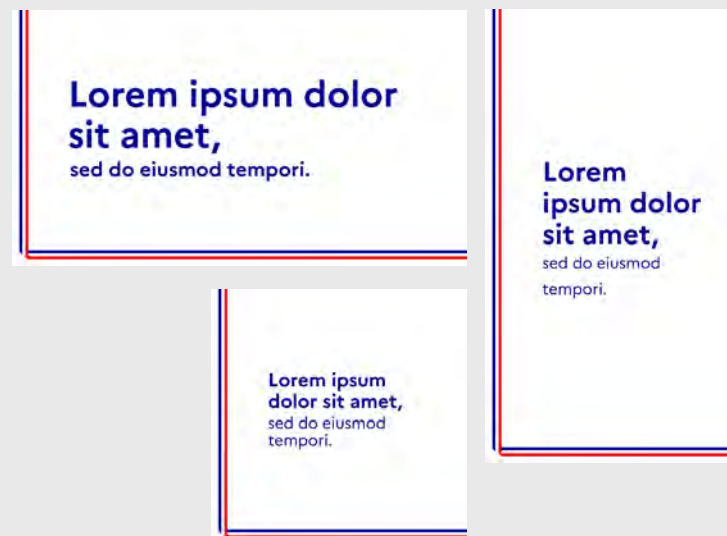 Lorem ipsum dolor
sit amet,
sed do eiusmod tempori.
Lorem
ipsum dolor
sit amet,
sed do eiusmod
tempori.
Lorem ipsum
dolor sit amet,
sed do eiusmod
tempori.